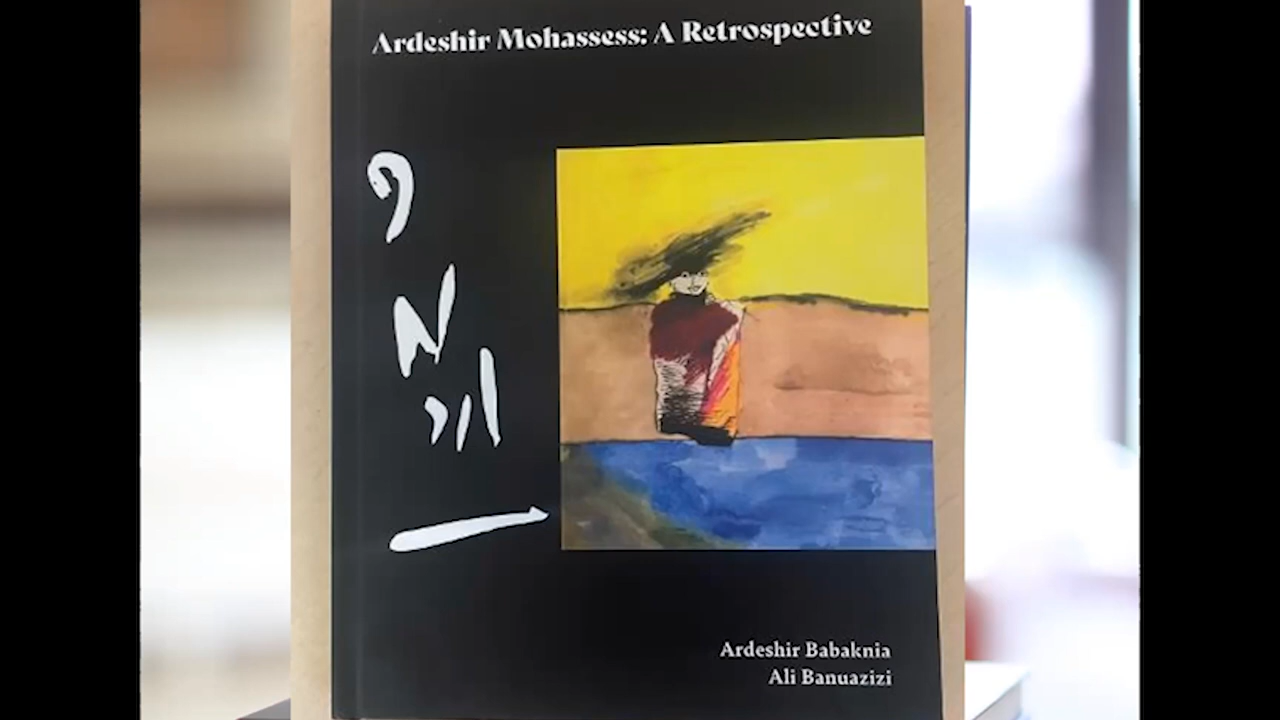 Ardeshir Mohassess: A Retrospective
Ardeshir Babaknia
Ali Banuazizi